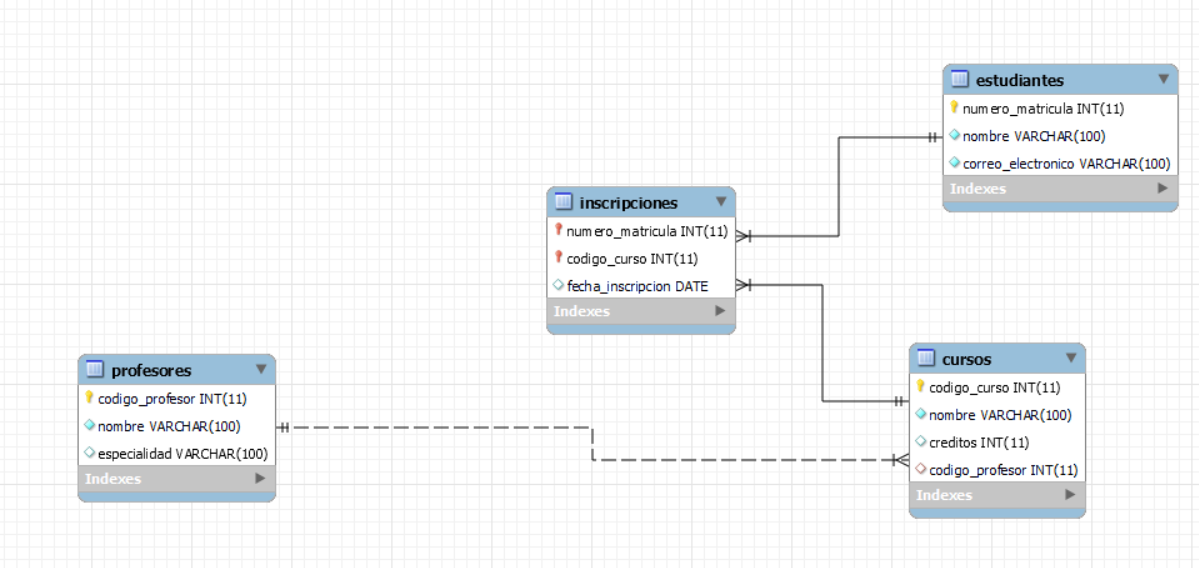 estudiantes
numero_matricula INT(11)
nombre VARCHAR(100)
correo_electronico VARCHAR(100)
Indexes
inscripciones
numero_matricula INT(11)
codigo_curso INT(11)
fecha_inscripcion DATE
Indexes
profesores
codigo_profesor INT(11)
nombre VARCHAR(100)
especialidad VARCHAR(100)
Indexes
cursos
codigo_curso INT(11)
nombre VARCHAR(100)
creditos INT(11)
codigo_profesor INT(11)
Indexes